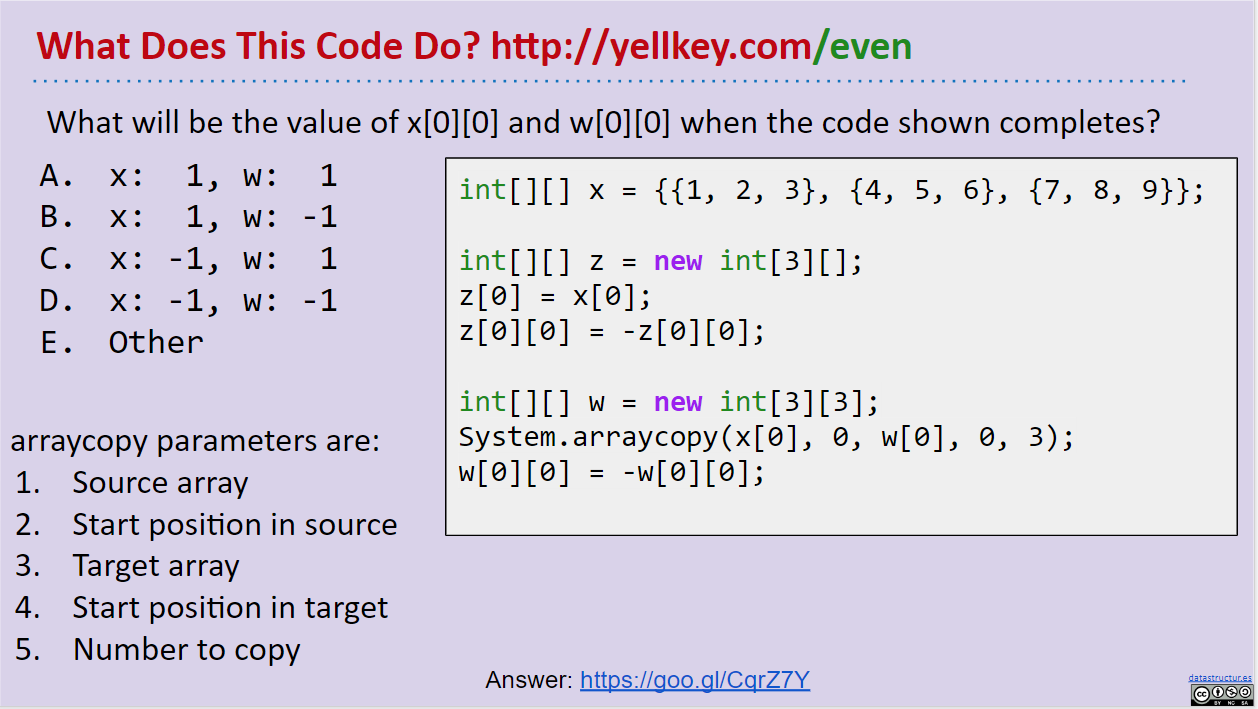 What Does This Code Do? http://yellkey.com/even
What will be the value of x[0][0] and w[0][0] when the code shown completes?
A. x: 1, w: 1
B. x: 1, w: -1
C. x: -1, w: 1
D. x: -1, w: -1
E. Other
int[][] x = {{1, 2, 3}, {4, 5, 6}, {7, 8, 9}};
int[][] z = new int[3][];
z[0] = x[0];
z[0][0] = -z[0][0];
int[][] w = new int[3][3];
System.arraycopy(x[0], 0, w[0], 0, 3);
w[0][0] = -w[0][0];
arraycopy parameters are:
1. Source array
2. Start position in source
3. Target array
4. Start position in target
5. Number to copy
Answer: https://goo.gl/CqrZ7Y
datastructur.es
cc
BY NC SA